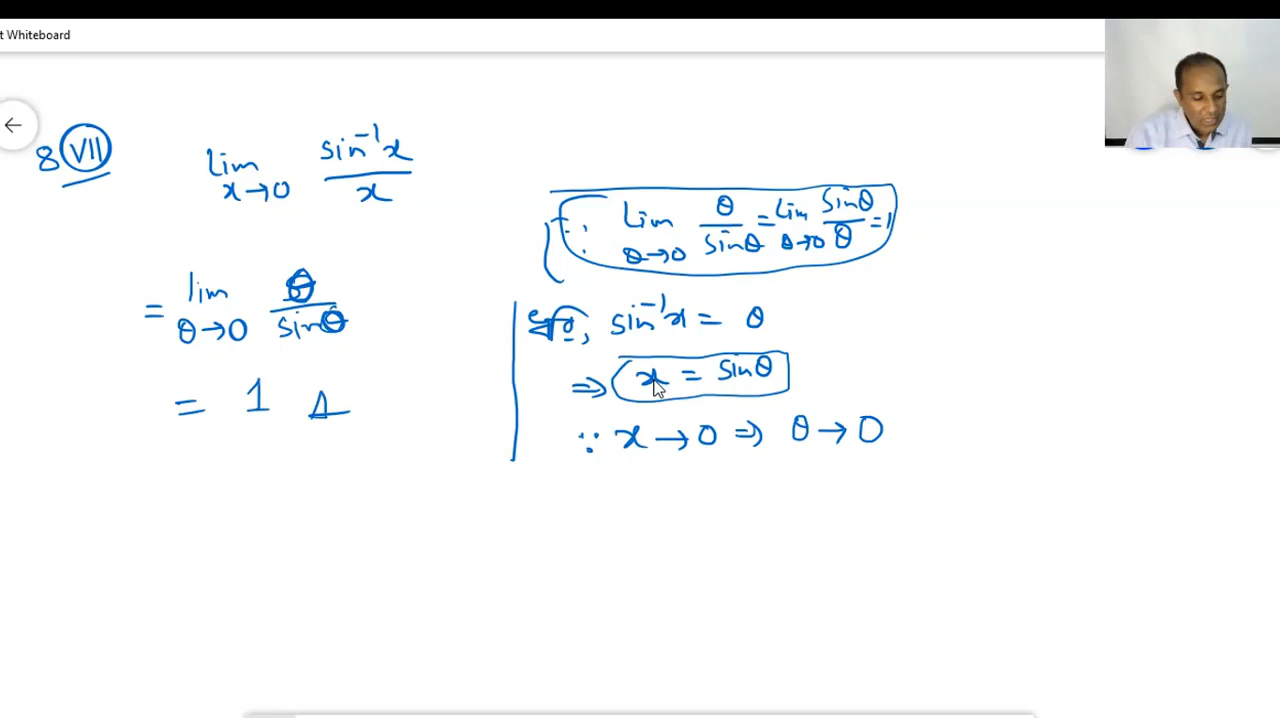 t Whiteboard
8 (VII) lim x→0 sin⁻¹x / x
∵ lim θ→0 θ / sinθ = lim θ→0 sinθ / θ = 1
= lim θ→0 θ / sinθ
ধরি, sin⁻¹x = θ
⇒ x = sinθ
= 1
∵ x → 0 ⇒ θ → 0